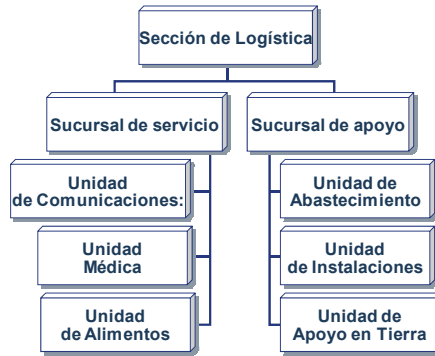 Sección de Logística
Sucursal de servicio
Sucursal de apoyo
Unidad
de Comunicaciones:
Unidad de
Abastecimiento
Unidad
Médica
Unidad
de Instalaciones
Unidad
de Alimentos
Unidad de
Apoyo en Tierra